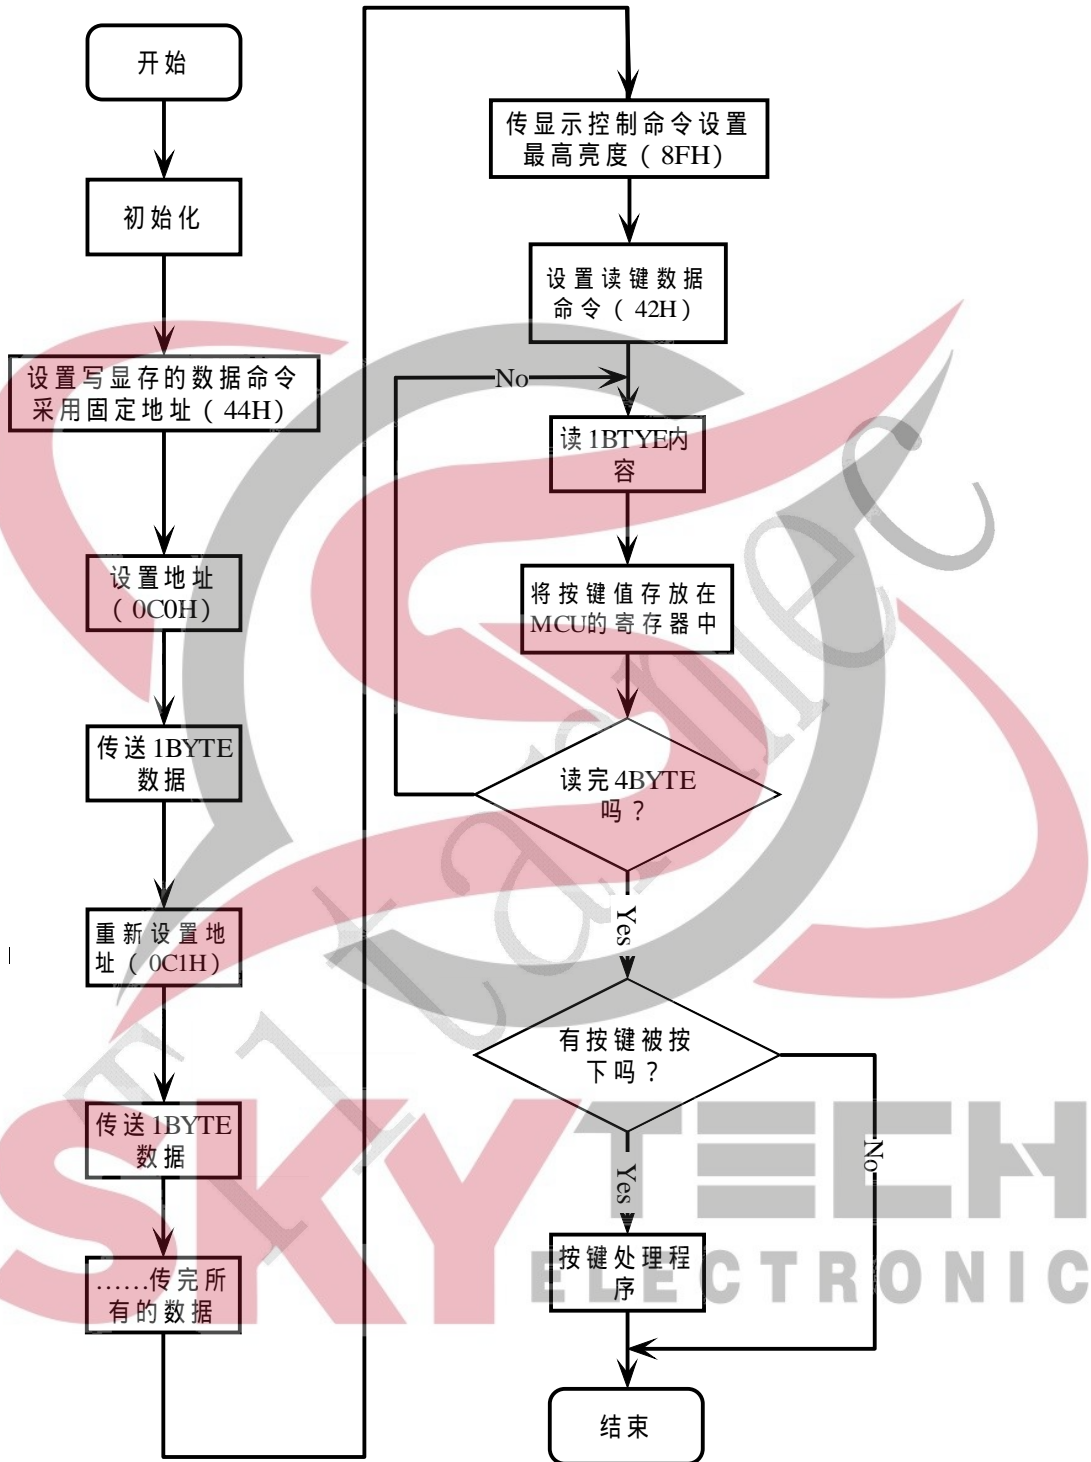 开始
初始化
设置写显存的数据命令
采用固定地址（44H）
设置地址
（0C0H）
传送1BYTE
数据
重新设置地
址（0C1H）
传送1BYTE
数据
……传完所
有的数据
传显示控制命令设置
最高亮度（8FH）
设置读键数据
命令（42H）
No
读1BTYE内
容
将按键值存放在
MCU的寄存器中
读完4BYTE
吗？
Yes
有按键被按
下吗？
No
Yes
按键处理程
序
结束
Titanmec
SKYTECH
ELECTRONIC